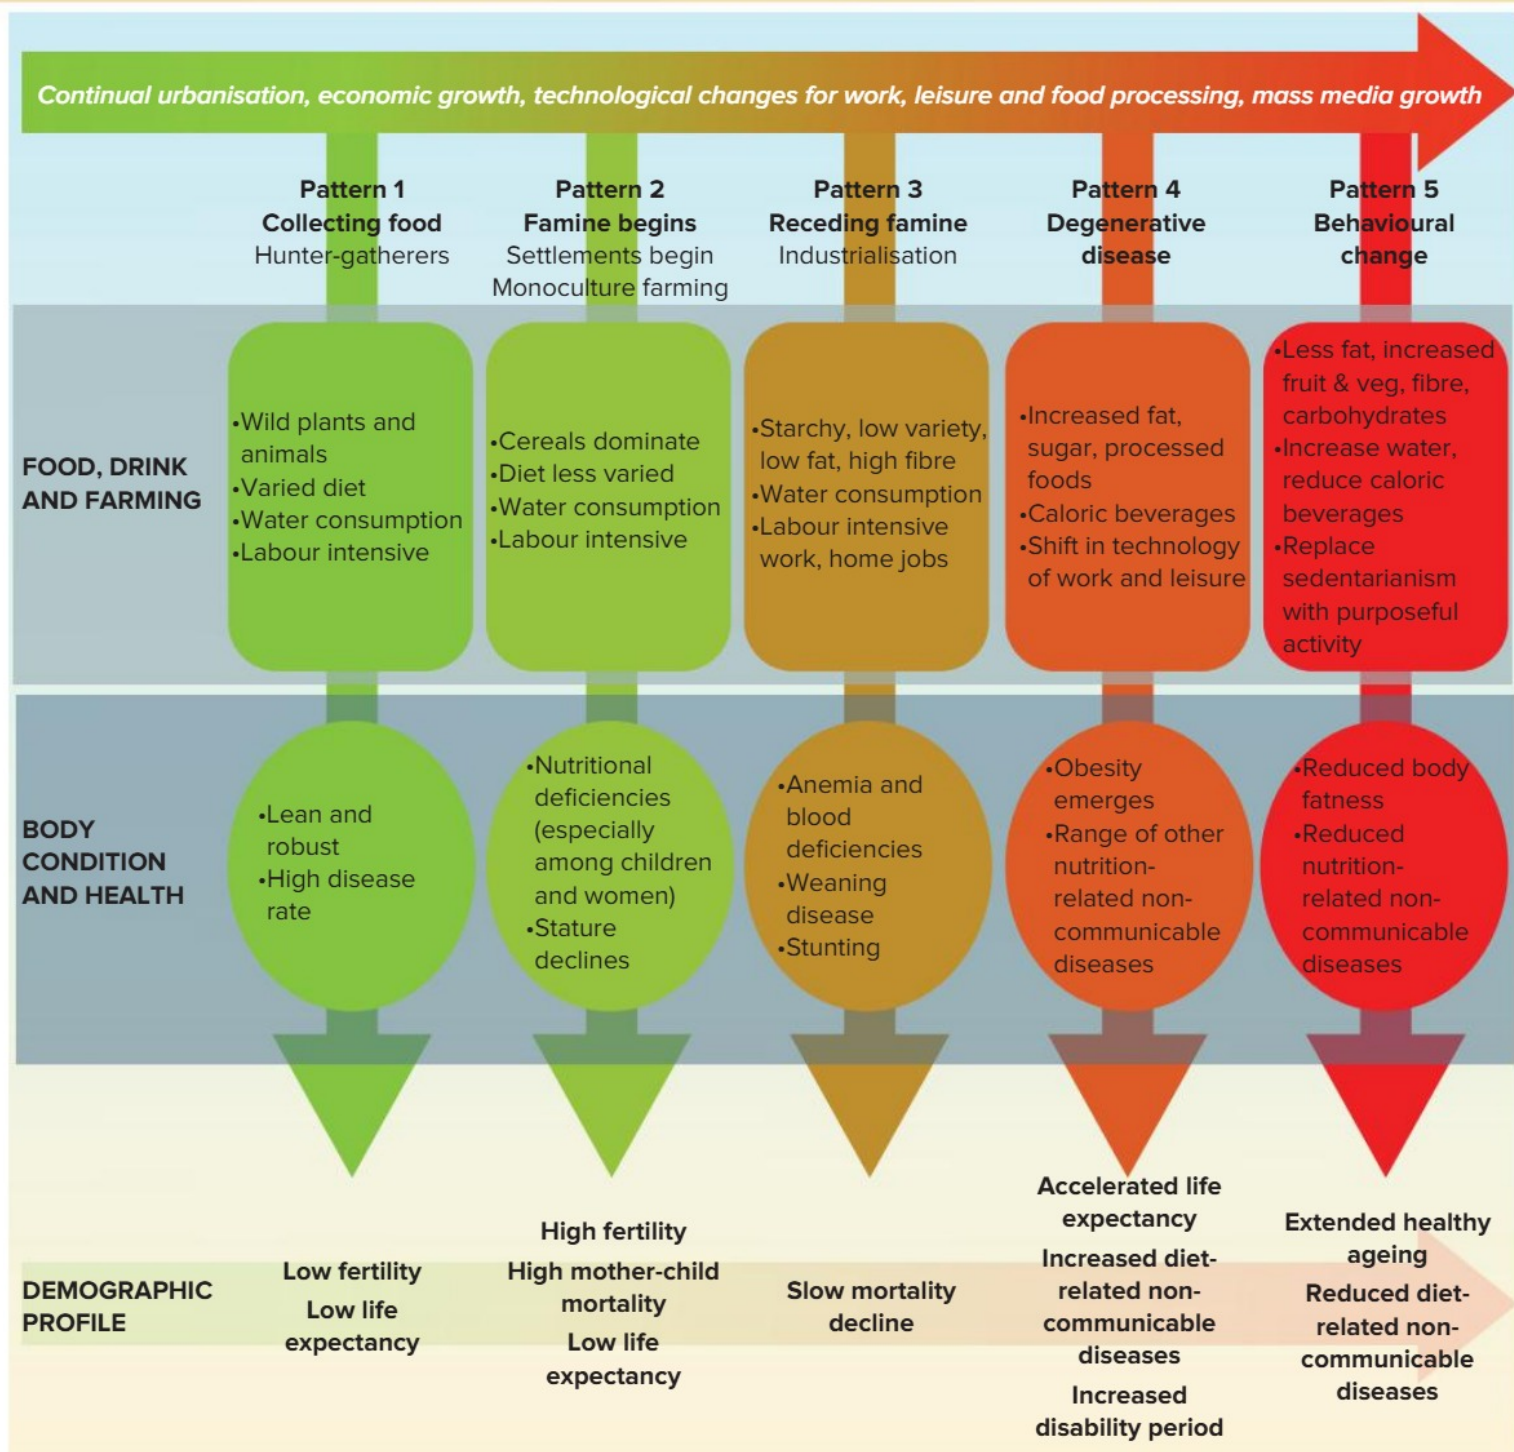 Continual urbanisation, economic growth, technological changes for work, leisure and food processing, mass media growth
Pattern 1
Collecting food
Hunter-gatherers
Pattern 2
Famine begins
Settlements begin
Monoculture farming
Pattern 3
Receding famine
Industrialisation
Pattern 4
Degenerative
disease
Pattern 5
Behavioural
change
FOOD, DRINK
AND FARMING
•Wild plants and
animals
•Varied diet
•Water consumption
•Labour intensive
•Cereals dominate
•Diet less varied
•Water consumption
•Labour intensive
•Starchy, low variety,
low fat, high fibre
•Water consumption
•Labour intensive
work, home jobs
•Increased fat,
sugar, processed
foods
•Caloric beverages
•Shift in technology
of work and leisure
•Less fat, increased
fruit & veg, fibre,
carbohydrates
•Increase water,
reduce caloric
beverages
•Replace
sedentarianism
with purposeful
activity
BODY
CONDITION
AND HEALTH
•Lean and
robust
•High disease
rate
•Nutritional
deficiencies
(especially
among children
and women)
•Stature
declines
•Anemia and
blood
deficiencies
•Weaning
disease
•Stunting
•Obesity
emerges
•Range of other
nutrition-
related non-
communicable
diseases
•Reduced body
fatness
•Reduced
nutrition-
related non-
communicable
diseases
DEMOGRAPHIC
PROFILE
Low fertility
Low life
expectancy
High fertility
High mother-child
mortality
Low life
expectancy
Slow mortality
decline
Accelerated life
expectancy
Increased diet-
related non-
communicable
diseases
Increased
disability period
Extended healthy
ageing
Reduced diet-
related non-
communicable
diseases